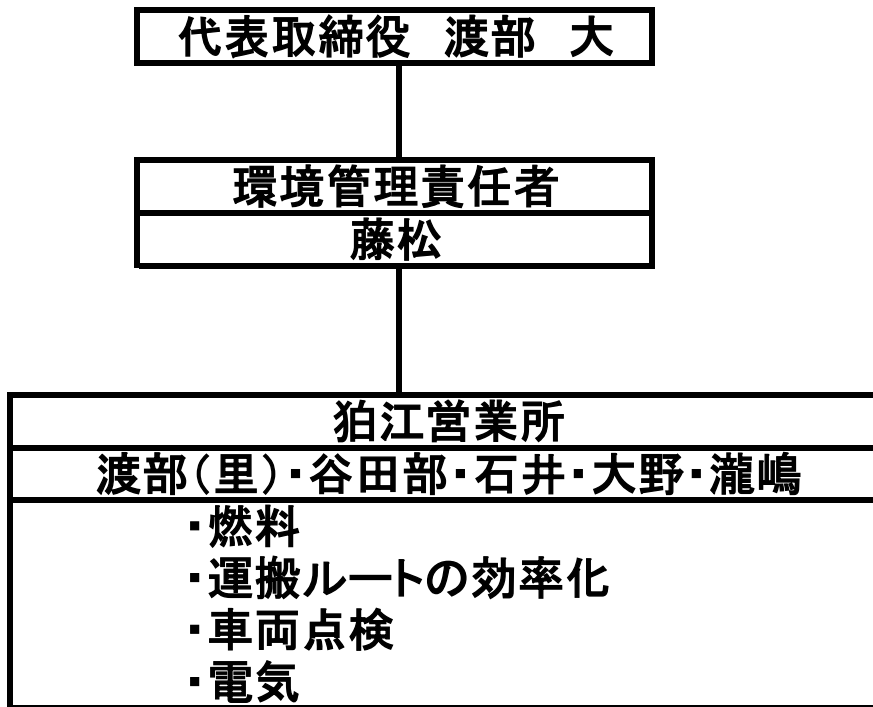 代表取締役　渡部　大
環境管理責任者
藤松
狛江営業所
渡部(里)・谷田部・石井・大野・瀧嶋
・燃料
・運搬ルートの効率化
・車両点検
・電気